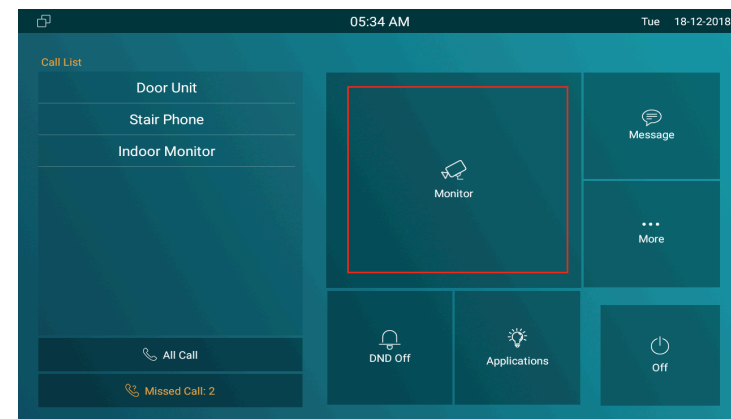 05:34 AM
Tue 18-12-2018
Call List
Door Unit
Stair Phone
Indoor Monitor
All Call
Missed Call: 2
Monitor
Message
More
DND Off
Applications
Off